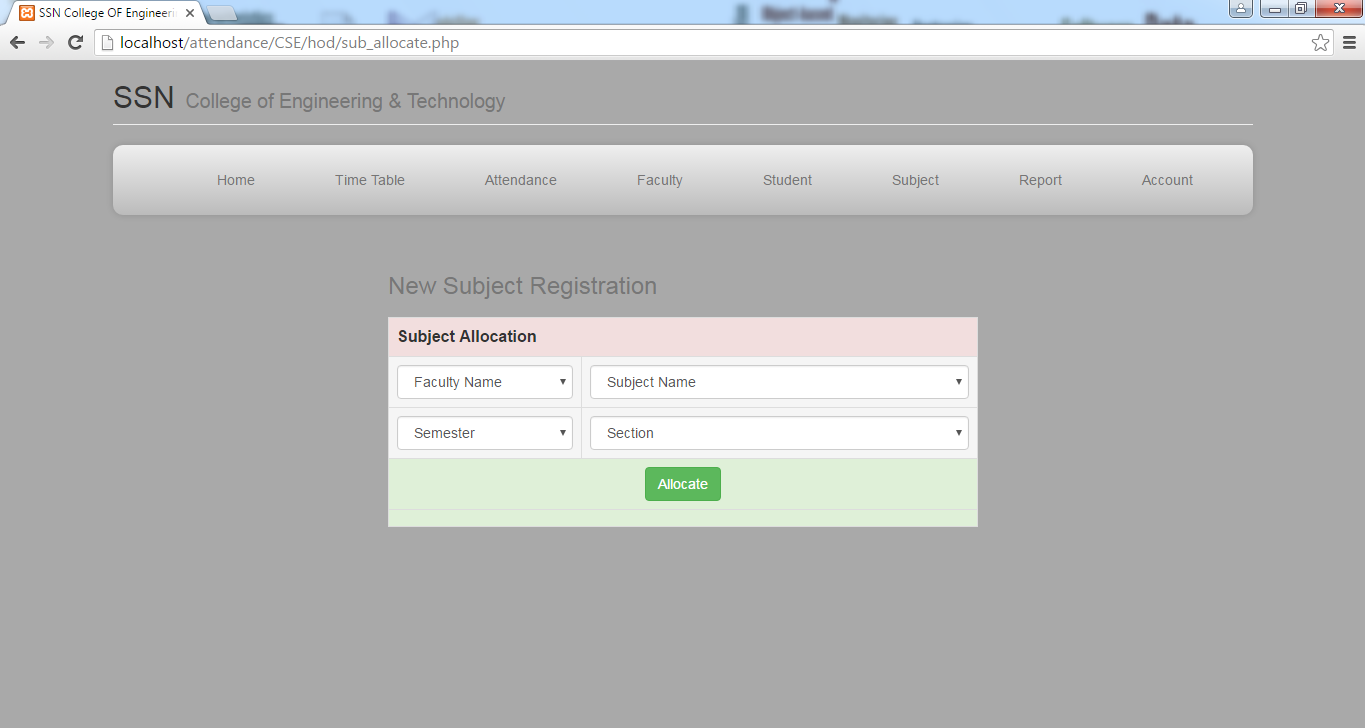 SSN College OF Engineeri
localhost/attendance/CSE/hod/sub_allocate.php
SSN College of Engineering & Technology
Home Time Table Attendance Faculty Student Subject Report Account
New Subject Registration
Subject Allocation
Faculty Name Subject Name
Semester Section
Allocate